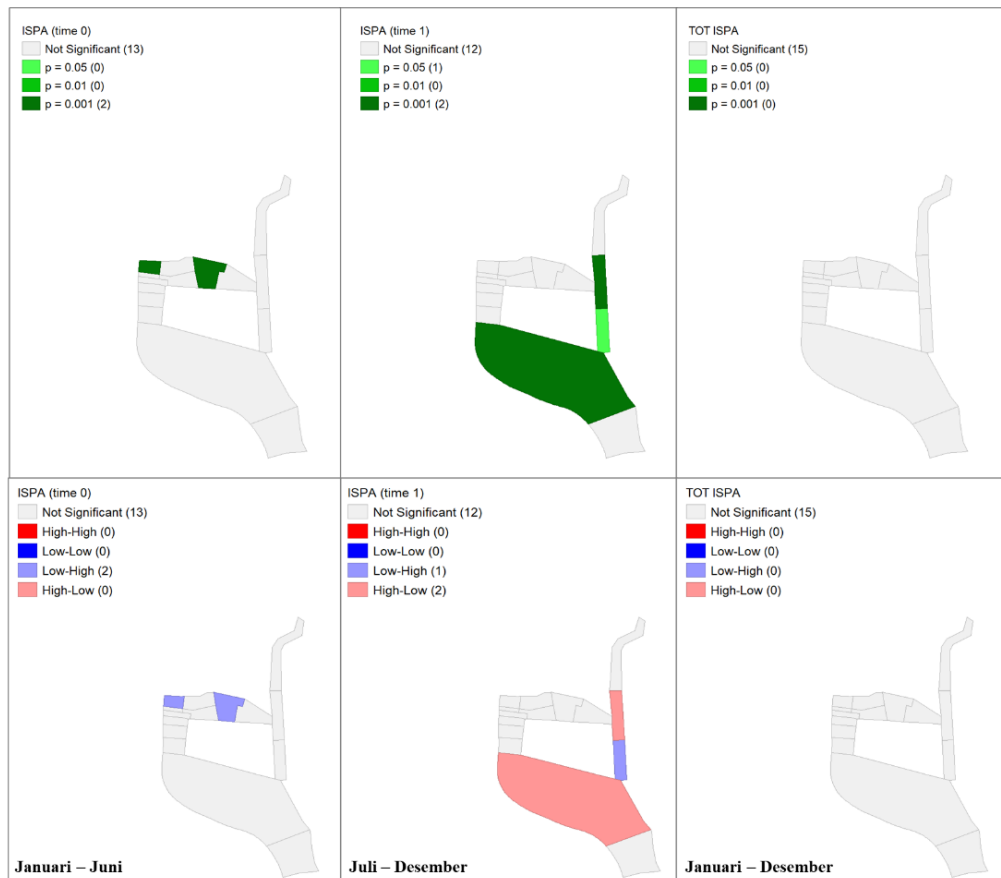 ISPA (time 0)
Not Significant (13)
p = 0.05 (0)
p = 0.01 (0)
p = 0.001 (2)
ISPA (time 1)
Not Significant (12)
p = 0.05 (1)
p = 0.01 (0)
p = 0.001 (2)
TOT ISPA
Not Significant (15)
p = 0.05 (0)
p = 0.01 (0)
p = 0.001 (0)
ISPA (time 0)
Not Significant (13)
High-High (0)
Low-Low (0)
Low-High (2)
High-Low (0)
Januari – Juni
ISPA (time 1)
Not Significant (12)
High-High (0)
Low-Low (0)
Low-High (1)
High-Low (2)
Juli – Desember
TOT ISPA
Not Significant (15)
High-High (0)
Low-Low (0)
Low-High (0)
High-Low (0)
Januari – Desember